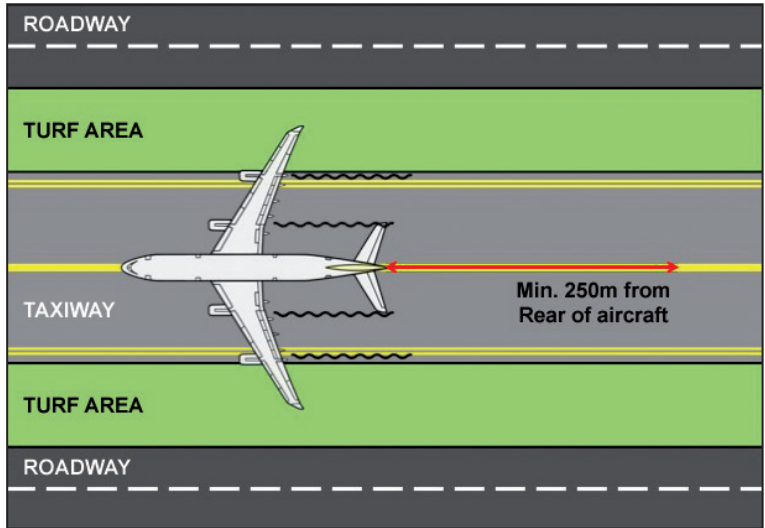 ROADWAY
TURF AREA
Min. 250m from
Rear of aircraft
TAXIWAY
TURF AREA
ROADWAY